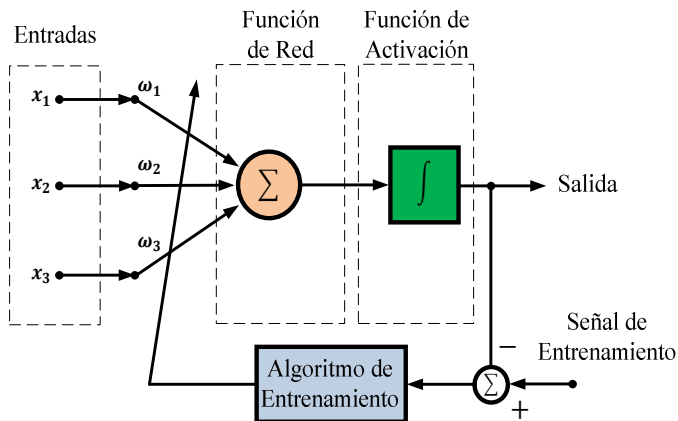 Entradas
Función
de Red
Función de
Activación
x₁
ω₁
x₂
ω₂
x₃
ω₃
∑
∫
Salida
−
Señal de
Entrenamiento
∑
+
Algoritmo de
Entrenamiento